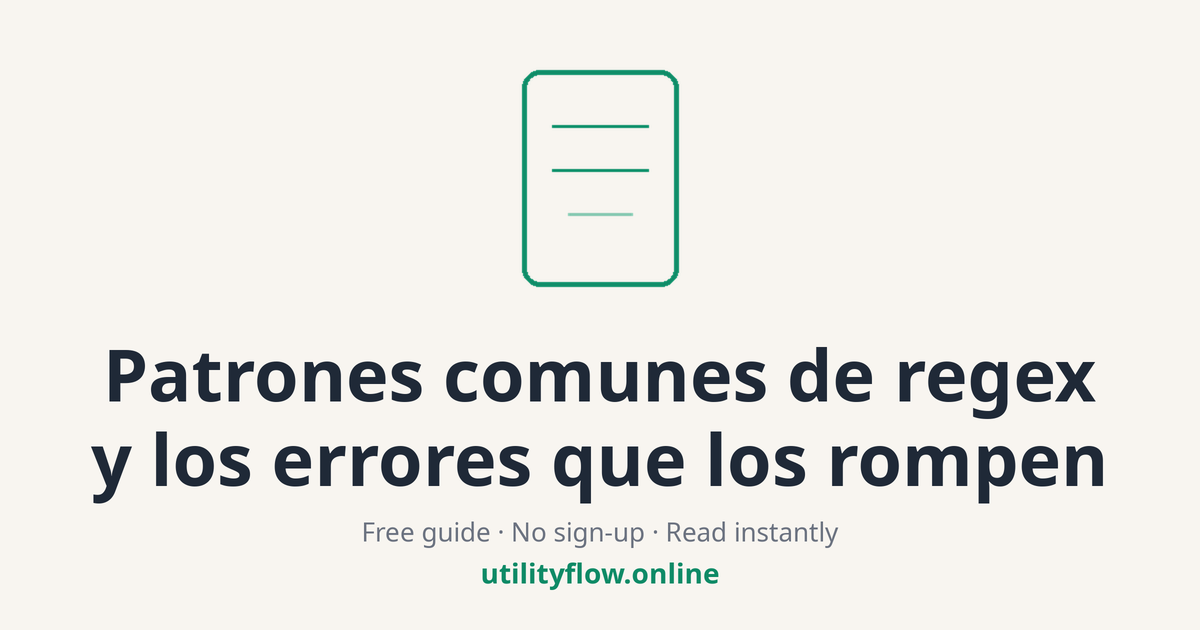 Patrones comunes de regex
y los errores que los rompen
Free guide · No sign-up · Read instantly
utilityflow.online